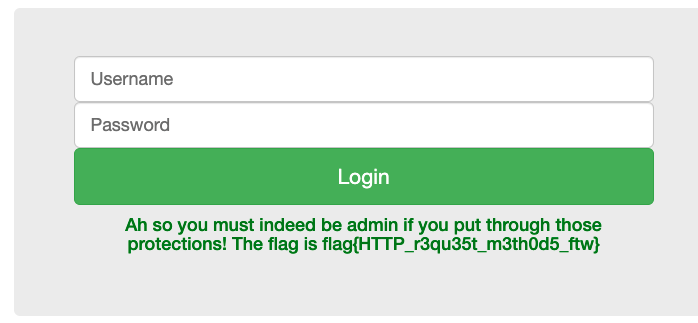 Username
Password
Login
Ah so you must indeed be admin if you put through those
protections! The flag is flag{HTTP_r3qu35t_m3th0d5_ftw}